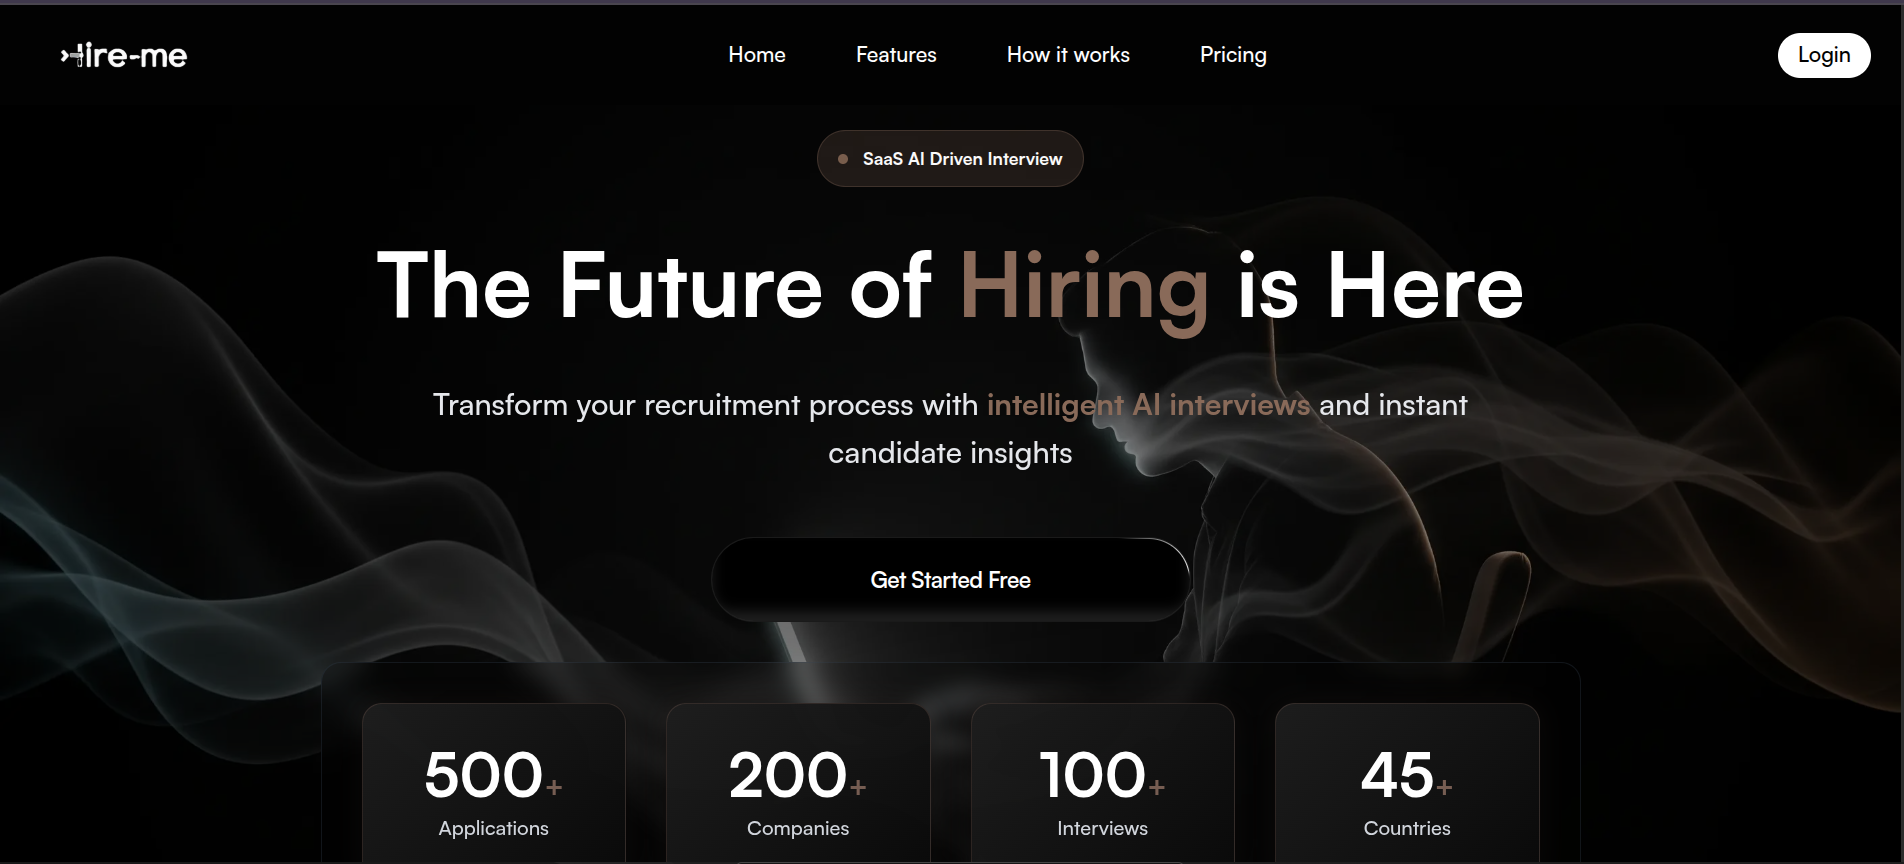 Hire-me
Home
Features
How it works
Pricing
Login
SaaS AI Driven Interview
The Future of Hiring is Here
Transform your recruitment process with intelligent AI interviews and instant
candidate insights
Get Started Free
500+
Applications
200+
Companies
100+
Interviews
45+
Countries